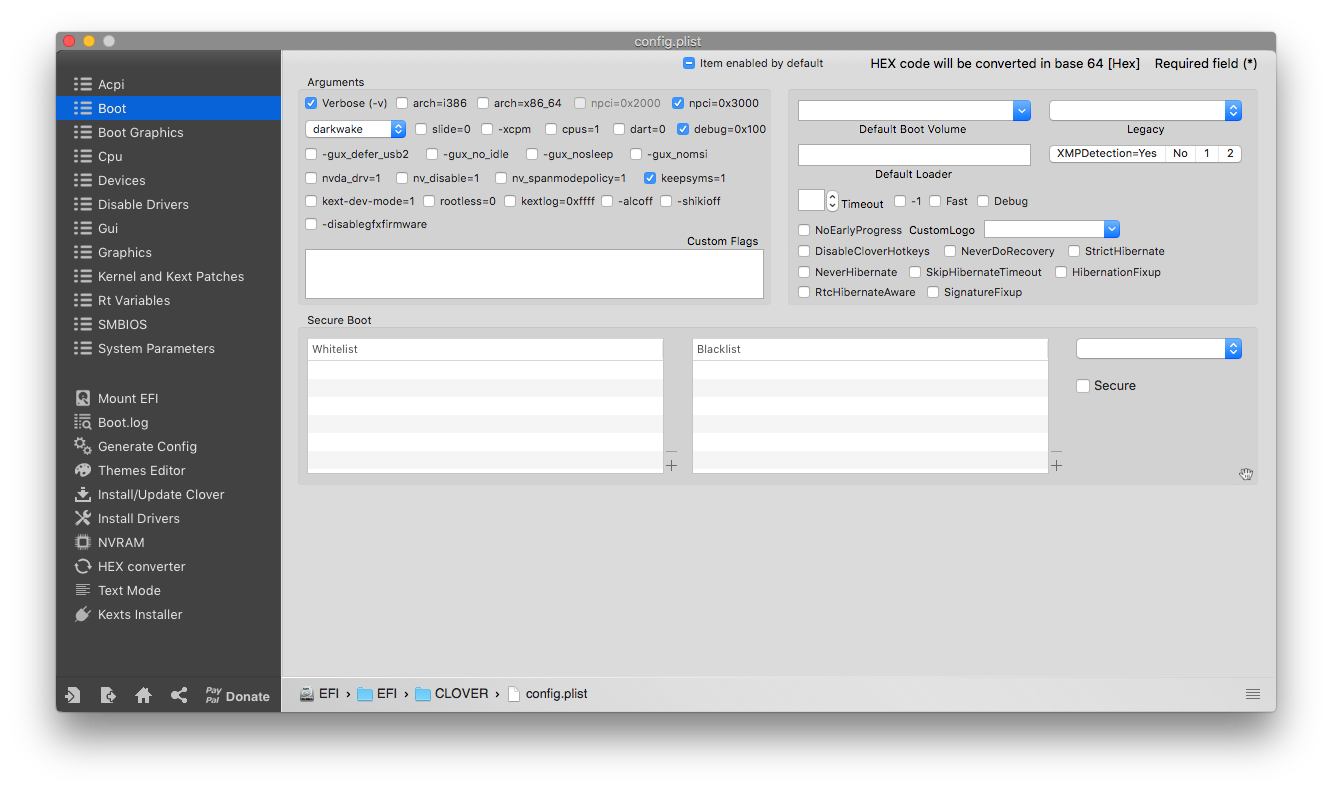 config.plist
Item enabled by default HEX code will be converted in base 64 [Hex] Required field (*)
Acpi
Boot
Boot Graphics
Cpu
Devices
Disable Drivers
Gui
Graphics
Kernel and Kext Patches
Rt Variables
SMBIOS
System Parameters
Mount EFI
Boot.log
Generate Config
Themes Editor
Install/Update Clover
Install Drivers
NVRAM
HEX converter
Text Mode
Kexts Installer
Pay
Pal Donate
Arguments
Verbose (-v) arch=i386 arch=x86_64 npci=0x2000 npci=0x3000
darkwake slide=0 -xcpm cpus=1 dart=0 debug=0x100
-gux_defer_usb2 -gux_no_idle -gux_nosleep -gux_nomsi
nvda_drv=1 nv_disable=1 nv_spanmodepolicy=1 keepsyms=1
kext-dev-mode=1 rootless=0 kextlog=0xffff -alcoff -shikioff
-disablegfxfirmware
Custom Flags
Default Boot Volume Legacy
XMPDetection=Yes No 1 2
Default Loader
Timeout -1 Fast Debug
NoEarlyProgress CustomLogo
DisableCloverHotkeys NeverDoRecovery StrictHibernate
NeverHibernate SkipHibernateTimeout HibernationFixup
RtcHibernateAware SignatureFixup
Secure Boot
Whitelist Blacklist
Secure
EFI › EFI › CLOVER › config.plist